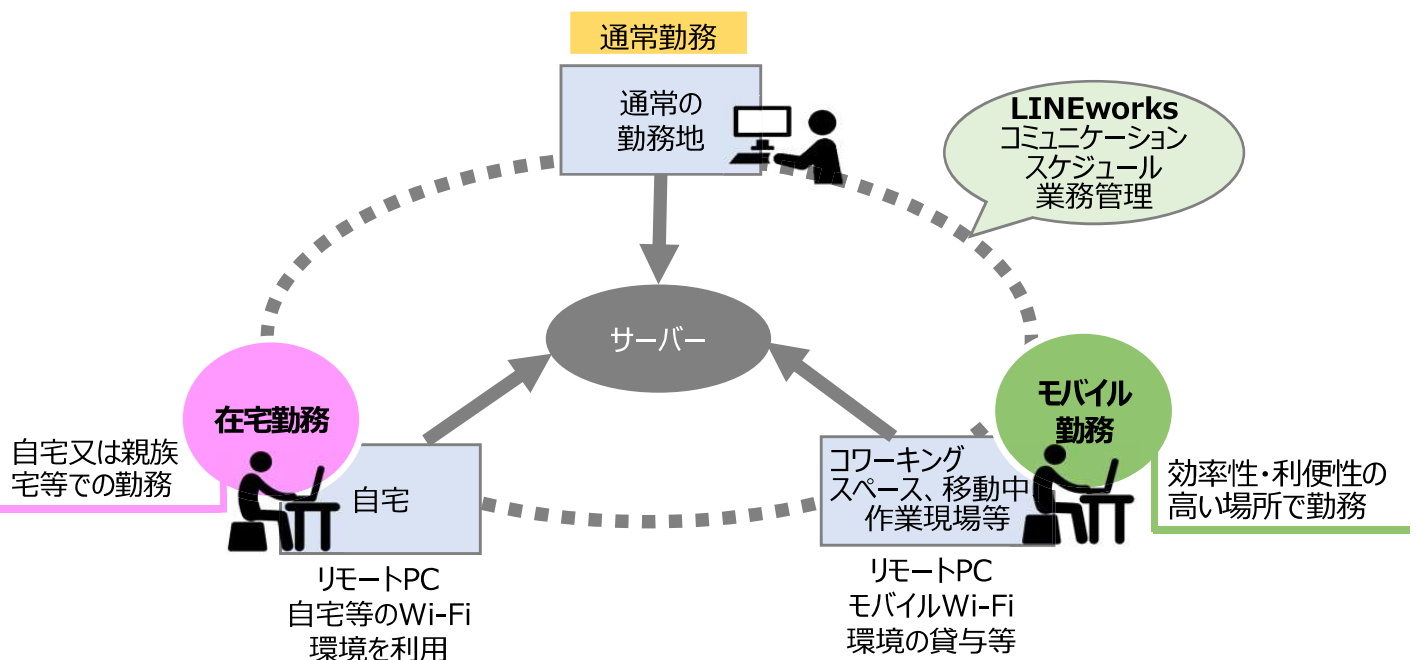 通常勤務
通常の
勤務地
LINEworks
コミュニケーション
スケジュール
業務管理
サーバー
在宅勤務
自宅又は親族
宅等での勤務
自宅
リモートPC
自宅等のWi-Fi
環境を利用
モバイル
勤務
コワーキング
スペース、移動中
作業現場等
効率性・利便性の
高い場所で勤務
リモートPC
モバイルWi-Fi
環境の貸与等